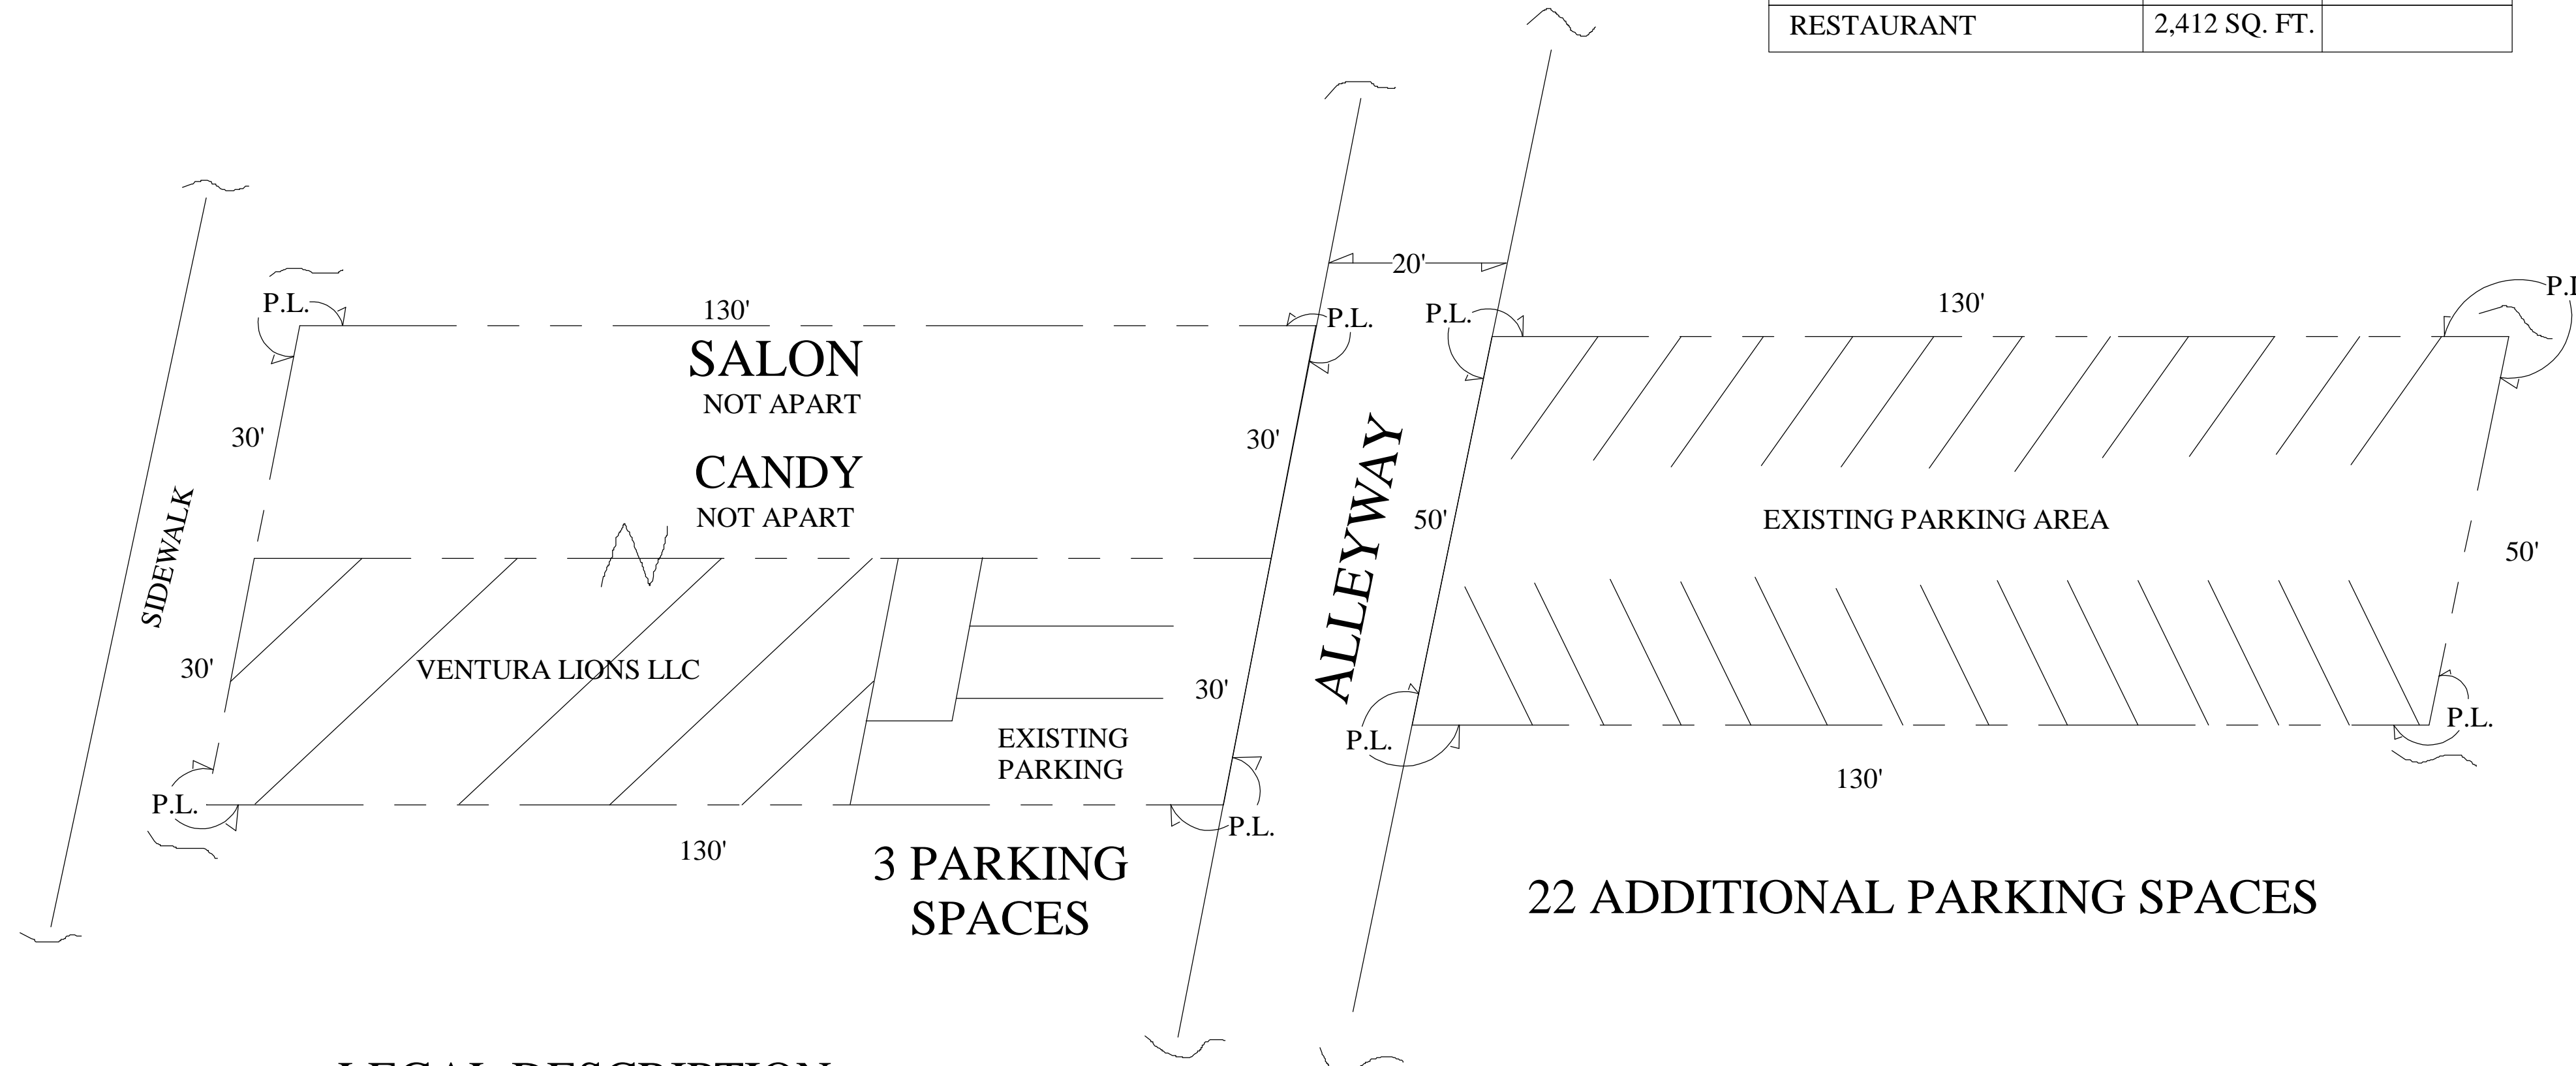 RESTAURANT 2,412 SQ. FT.
20'
P.L.
130'
P.L.
P.L.
130'
P.L
SALON
NOT APART
30'
30'
CANDY
NOT APART
SIDEWALK
ALLEYWAY
50'
EXISTING PARKING AREA
50'
30'
VENTURA LIONS LLC
30'
EXISTING
PARKING
P.L.
P.L.
P.L.
P.L.
130'
130'
3 PARKING
SPACES
22 ADDITIONAL PARKING SPACES
LEGAL DESCRIPTION